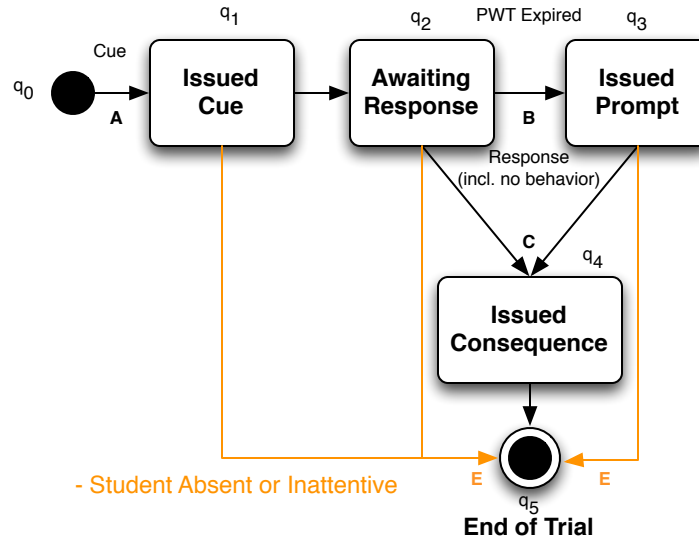 q1
q2
PWT Expired
q3
Cue
q0
Issued
Cue
Awaiting
Response
Issued
Prompt
A
B
Response
(incl. no behavior)
C
q4
Issued
Consequence
- Student Absent or Inattentive
E
E
q5
End of Trial